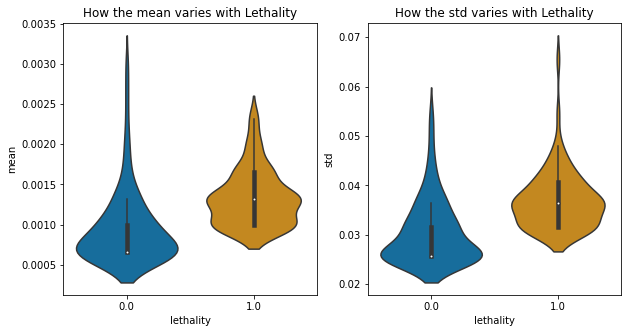 How the mean varies with Lethality
mean
0.0035
0.0030
0.0025
0.0020
0.0015
0.0010
0.0005
0.0
1.0
lethality
How the std varies with Lethality
std
0.07
0.06
0.05
0.04
0.03
0.02
0.0
1.0
lethality